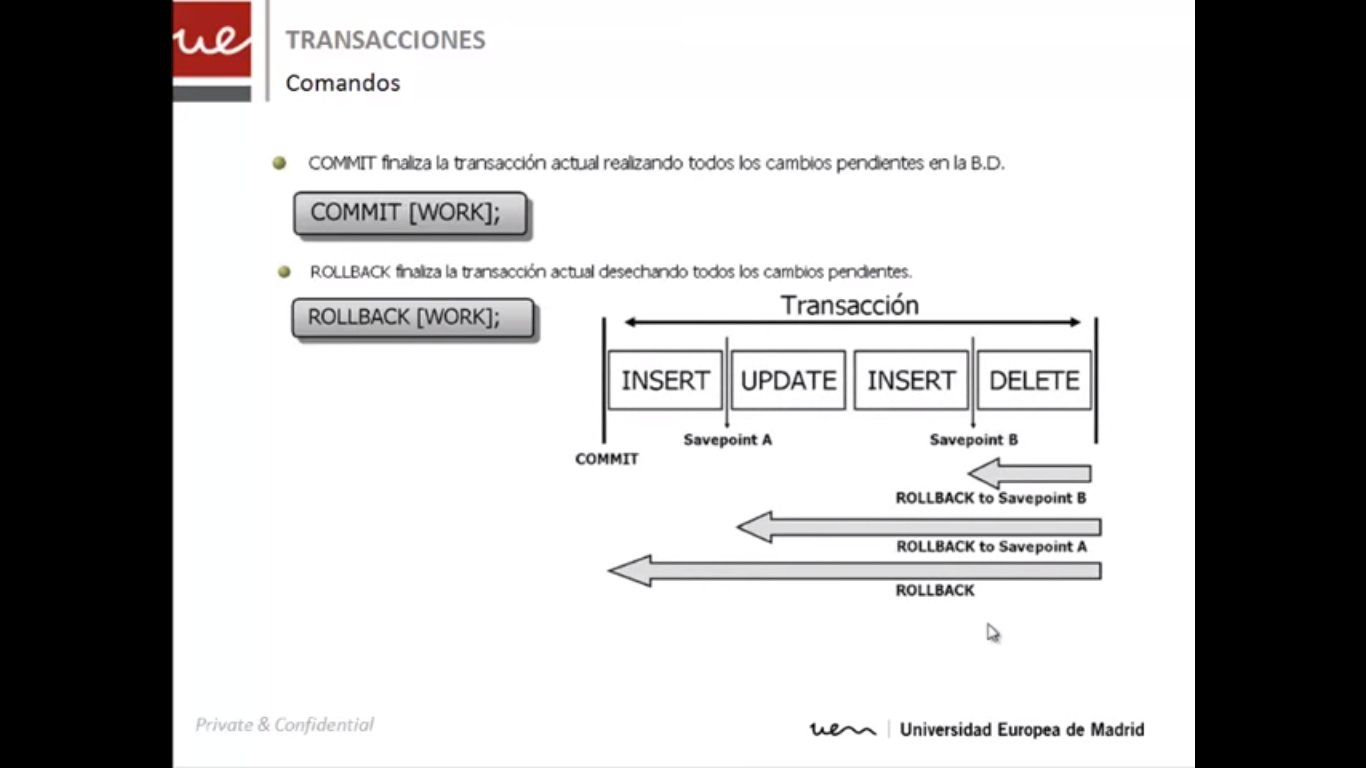 ue
TRANSACCIONES
Comandos
COMMIT finaliza la transacción actual realizando todos los cambios pendientes en la B.D.
COMMIT [WORK];
ROLLBACK finaliza la transacción actual desechando todos los cambios pendientes.
ROLLBACK [WORK];
Transacción
INSERT UPDATE INSERT DELETE
Savepoint A Savepoint B
COMMIT
ROLLBACK to Savepoint B
ROLLBACK to Savepoint A
ROLLBACK
Private & Confidential
uem Universidad Europea de Madrid